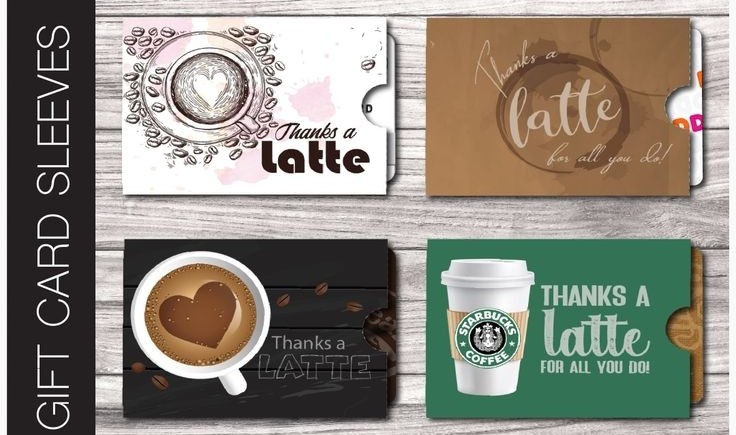 GIFT CARD SLEEVES
Thanks a
Latte
D
Thanks a
latte
for all you do!
D
Thanks a
LATTE
STARBUCKS
COFFEE
THANKS A
latte
FOR ALL YOU DO!